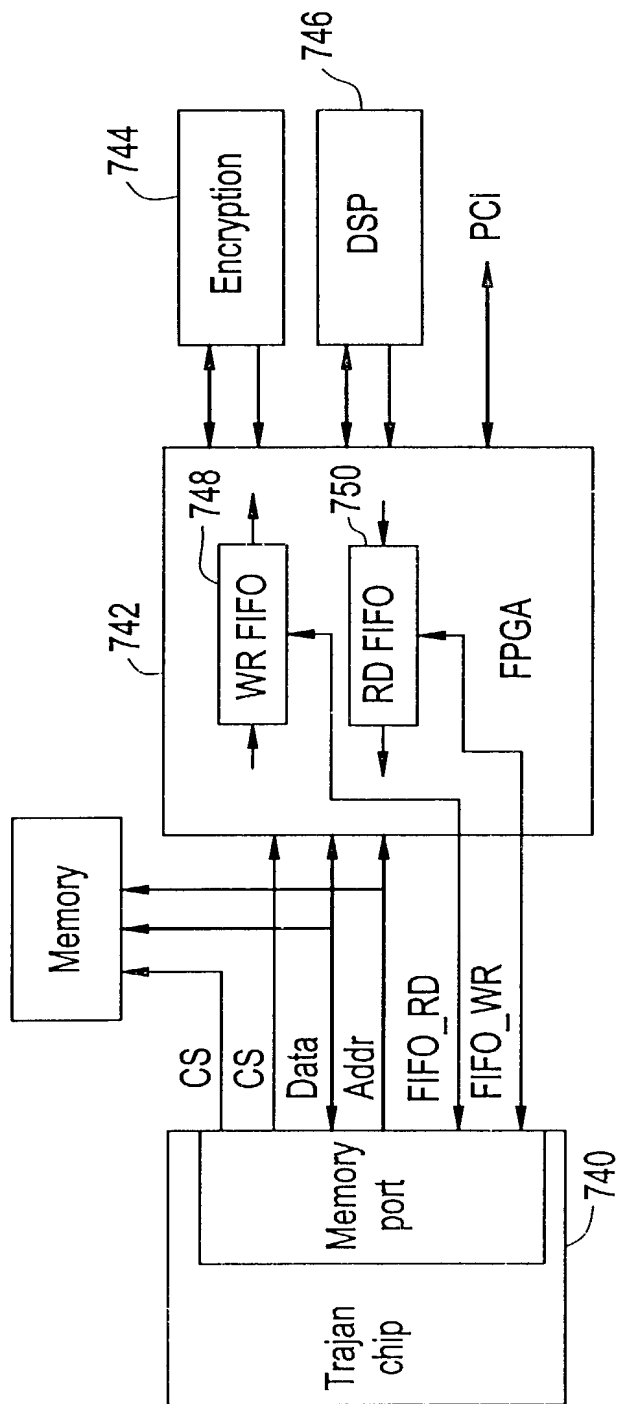 Trajan
chip
Memory
port
740
CS
CS
Data
Addr
FIFO_RD
FIFO_WR
Memory
742
WR FIFO
748
RD FIFO
750
FPGA
Encryption
744
DSP
746
PCI